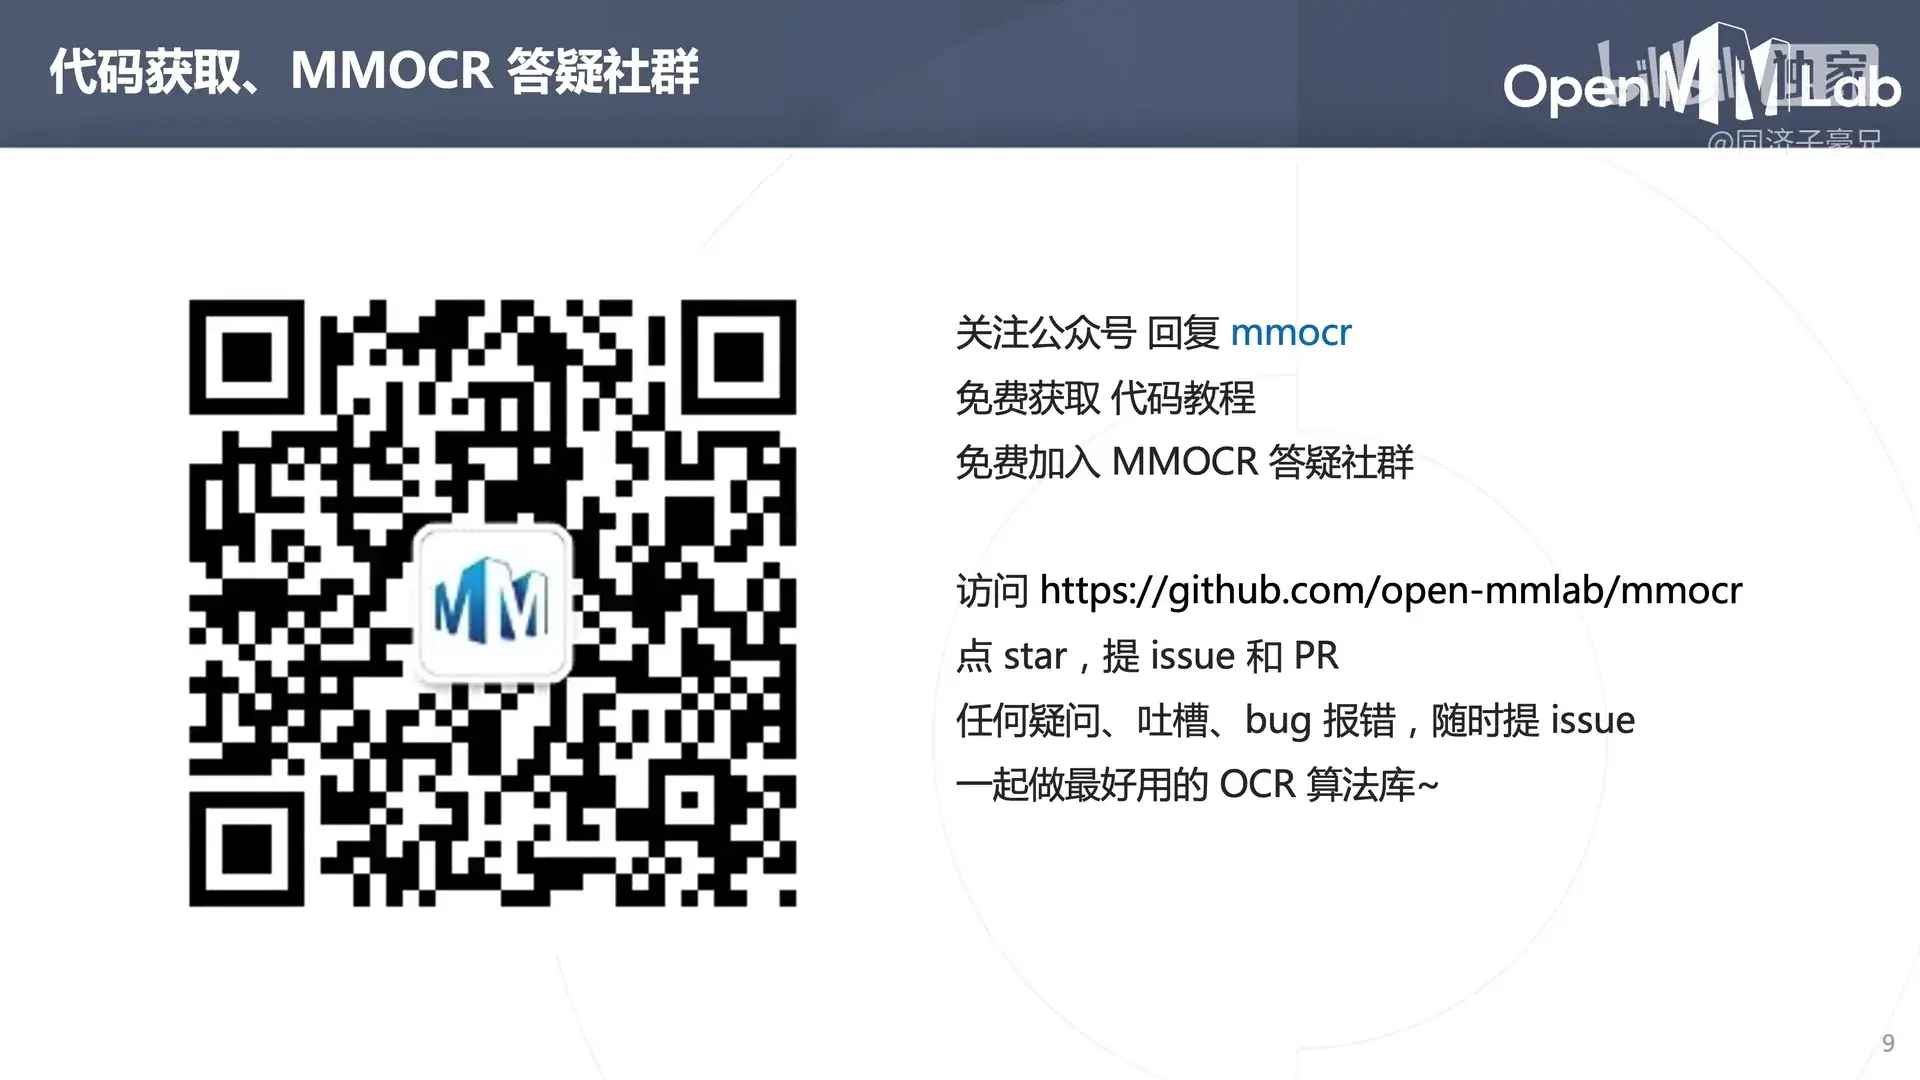 代码获取、MMOCR 答疑社群
OpenMMLab
bilibili 独家
@同济子豪兄
关注公众号 回复 mmocr
免费获取 代码教程
免费加入 MMOCR 答疑社群
访问 https://github.com/open-mmlab/mmocr
点 star，提 issue 和 PR
任何疑问、吐槽、bug 报错，随时提 issue
一起做最好用的 OCR 算法库~
MM
9